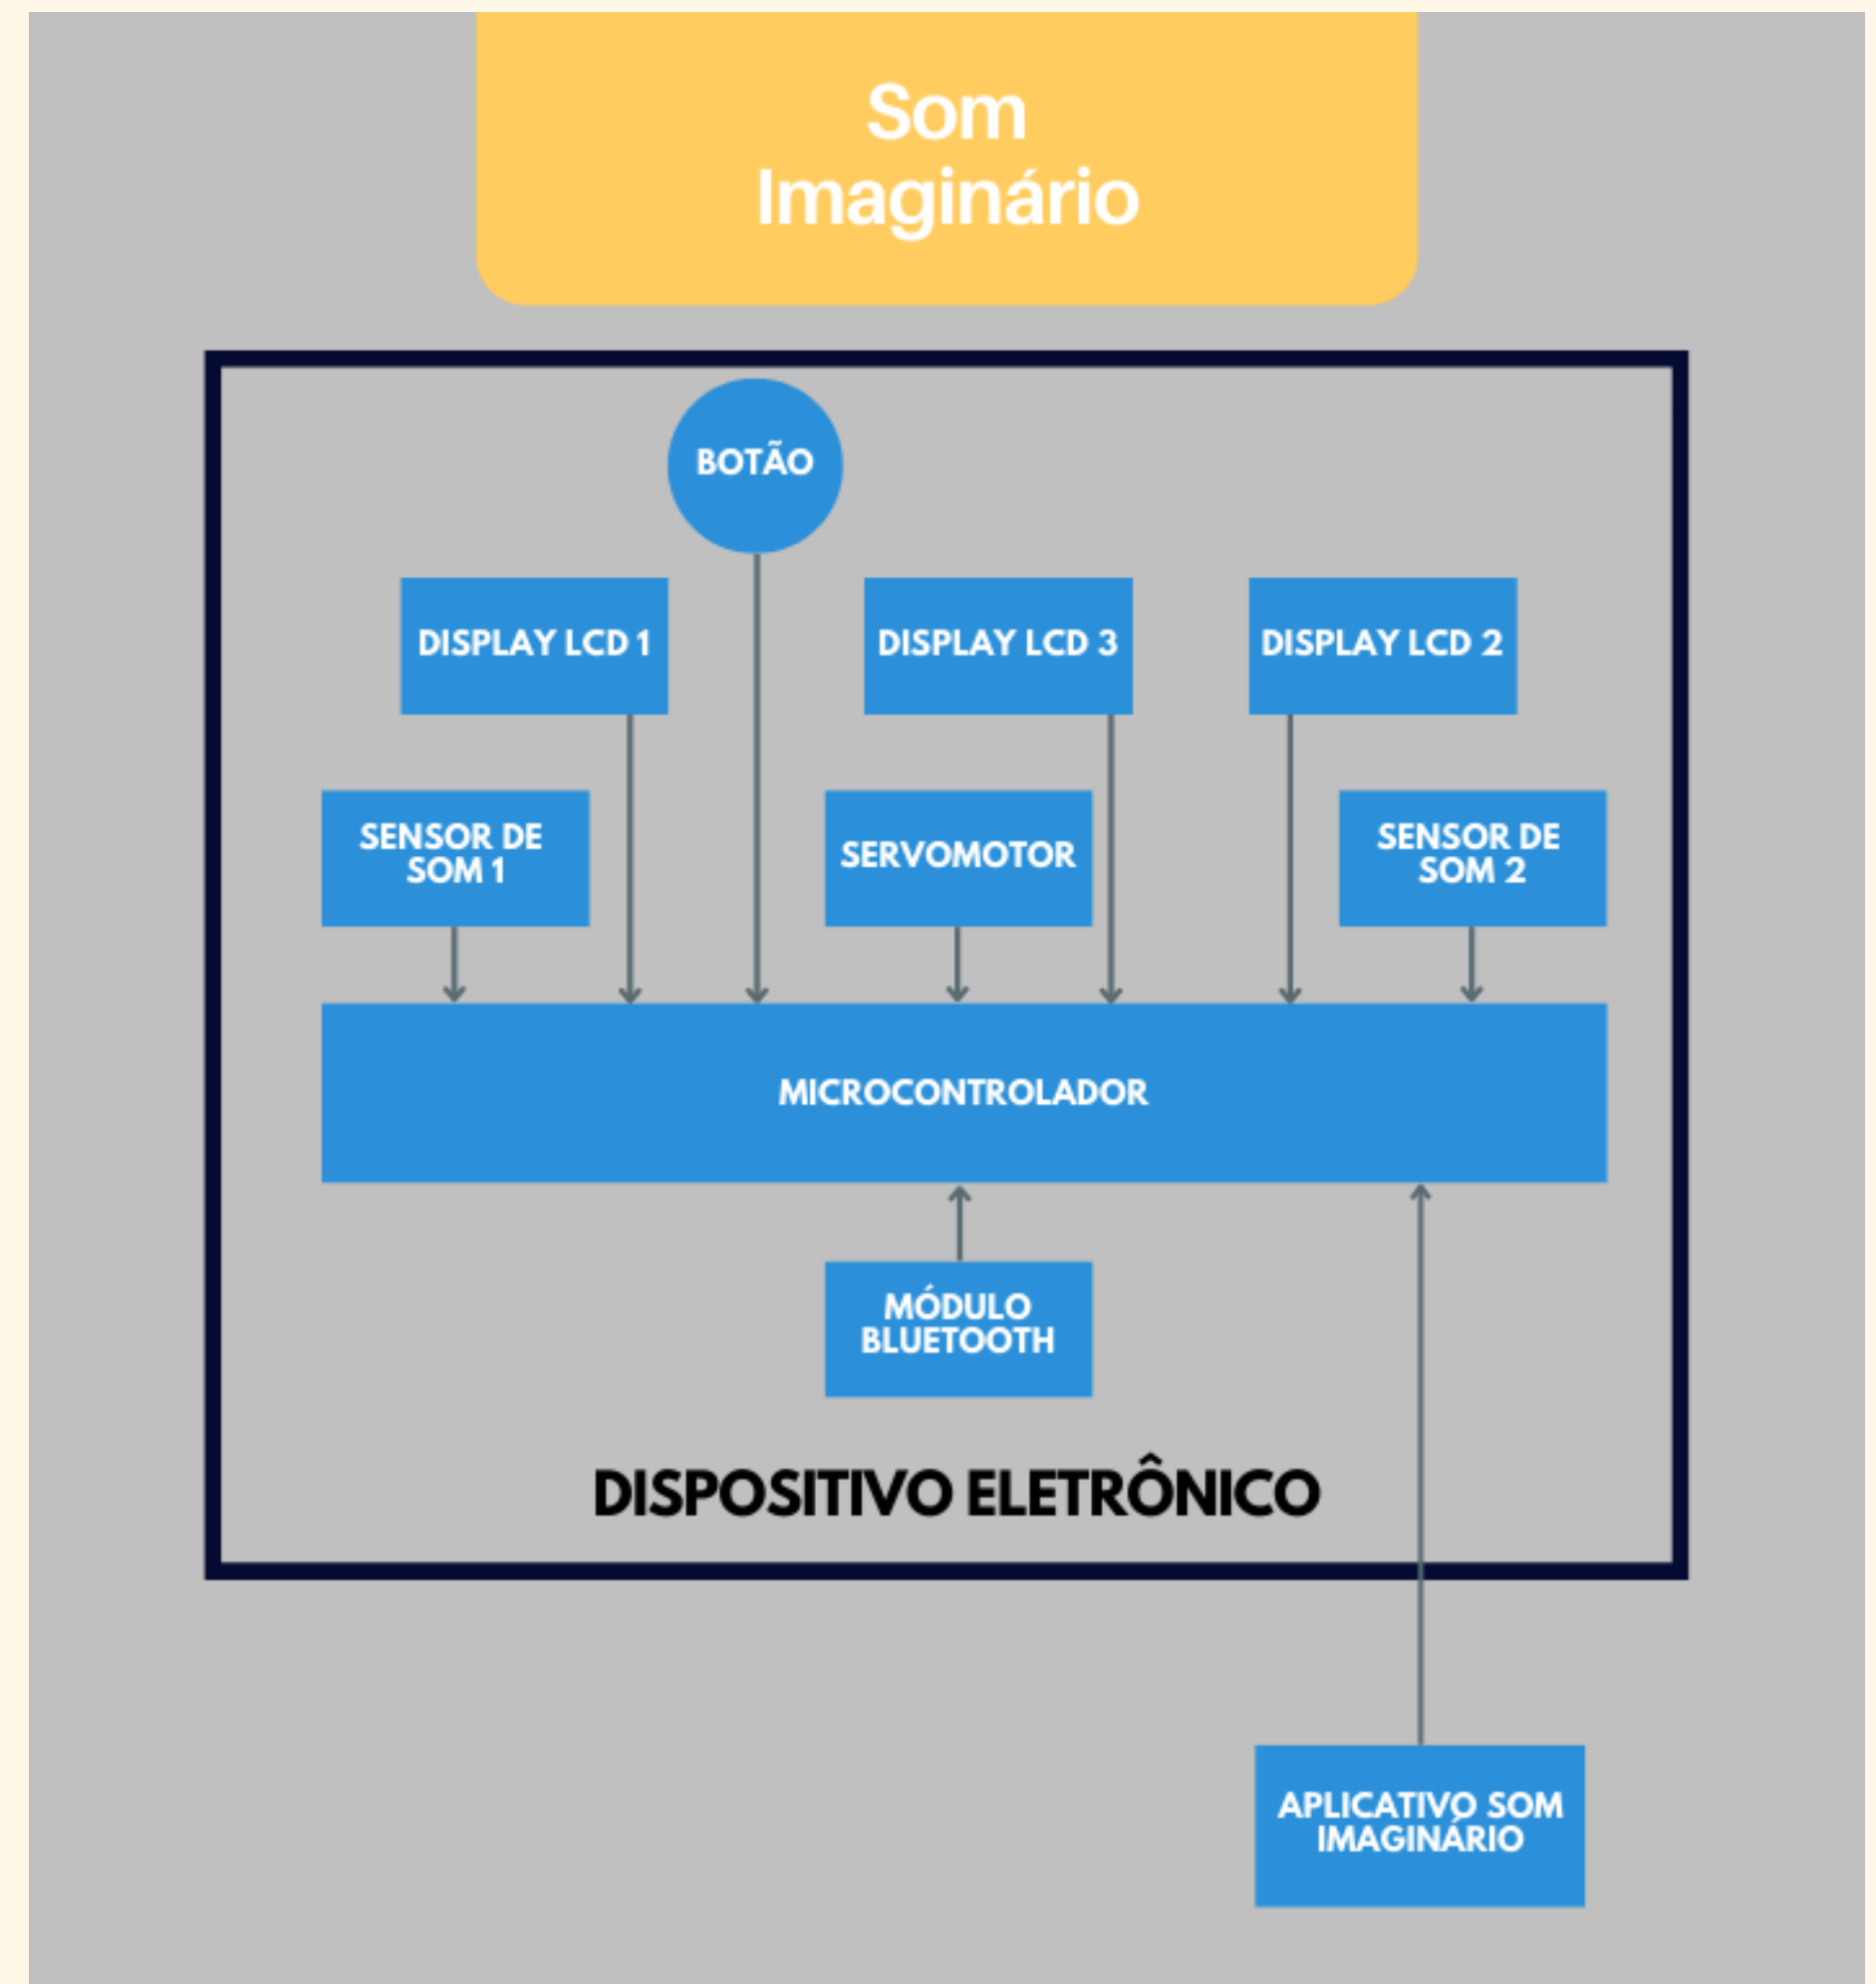 Som
Imaginário
BOTÃO
DISPLAY LCD 1
DISPLAY LCD 3
DISPLAY LCD 2
SENSOR DE
SOM 1
SERVOMOTOR
SENSOR DE
SOM 2
MICROCONTROLADOR
MÓDULO
BLUETOOTH
DISPOSITIVO ELETRÔNICO
APLICATIVO SOM
IMAGINÁRIO